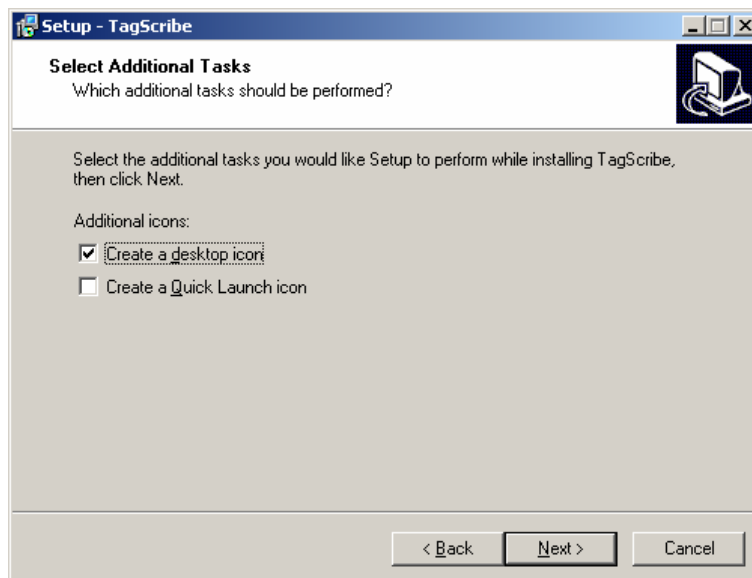 Setup - TagScribe
Select Additional Tasks
Which additional tasks should be performed?
Select the additional tasks you would like Setup to perform while installing TagScribe,
then click Next.
Additional icons:
Create a desktop icon
Create a Quick Launch icon
< Back
Next >
Cancel